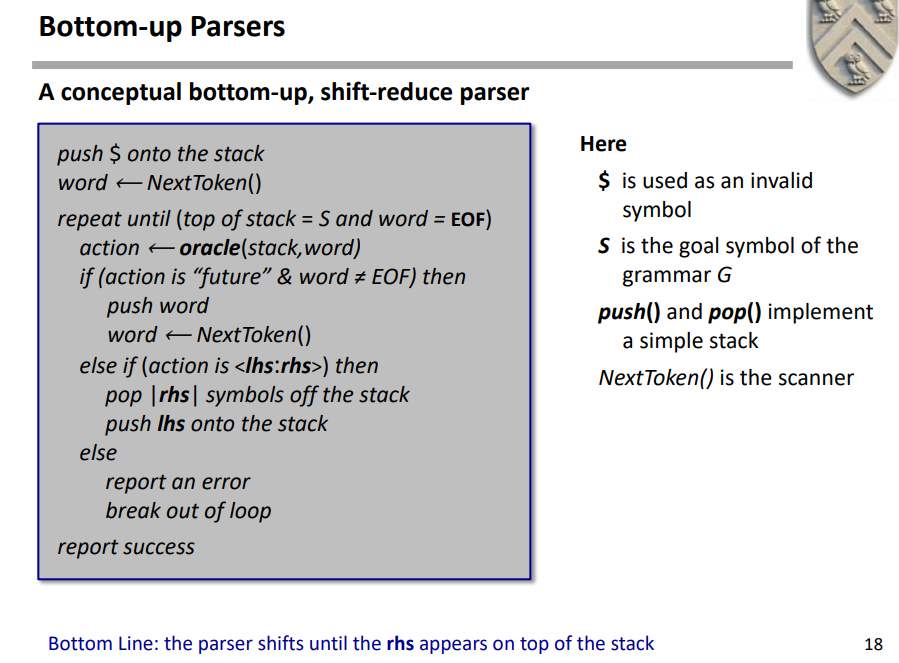 Bottom-up Parsers
A conceptual bottom-up, shift-reduce parser
push $ onto the stack
word ← NextToken()
repeat until (top of stack = S and word = EOF)
action ← oracle(stack,word)
if (action is “future” & word ≠ EOF) then
push word
word ← NextToken()
else if (action is <lhs:rhs>) then
pop |rhs| symbols off the stack
push lhs onto the stack
else
report an error
break out of loop
report success
Here
$ is used as an invalid
symbol
S is the goal symbol of the
grammar G
push() and pop() implement
a simple stack
NextToken() is the scanner
Bottom Line: the parser shifts until the rhs appears on top of the stack
18